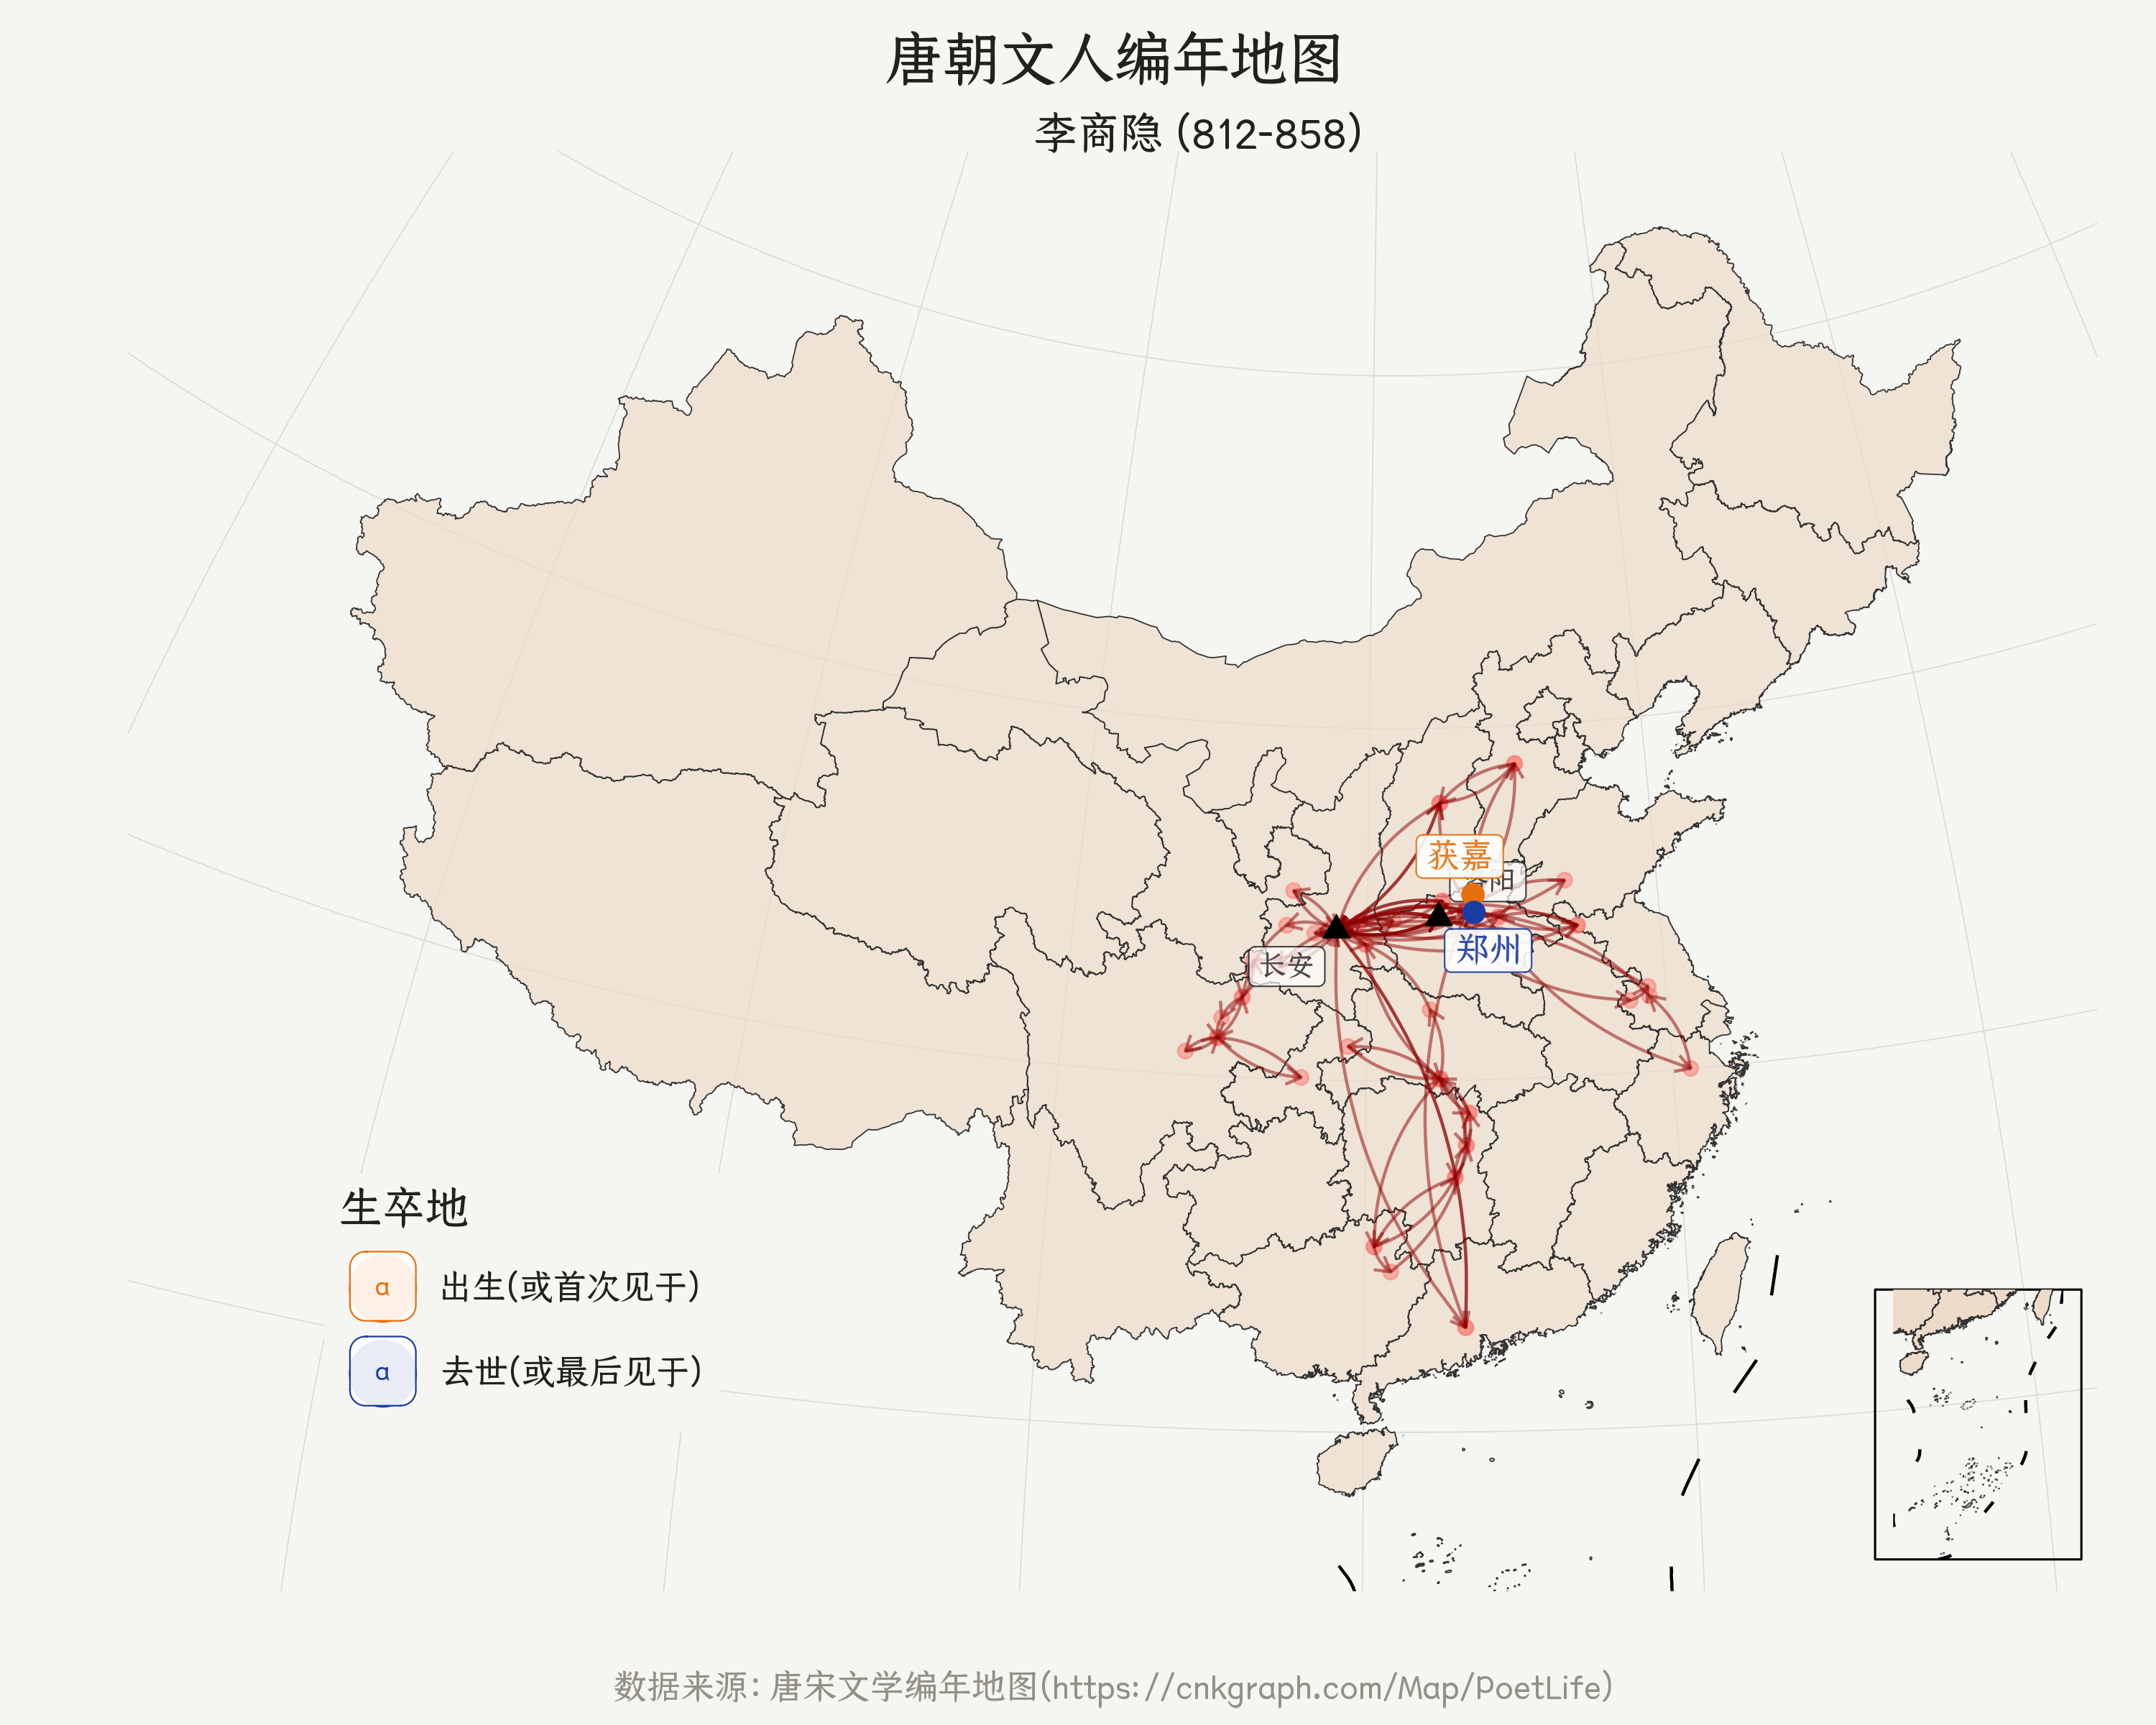 唐朝文人编年地图
李商隐 (812-858)
获嘉
阳
郑州
长安
生卒地
a 出生(或首次见于)
a 去世(或最后见于)
数据来源: 唐宋文学编年地图(https://cnkgraph.com/Map/PoetLife)